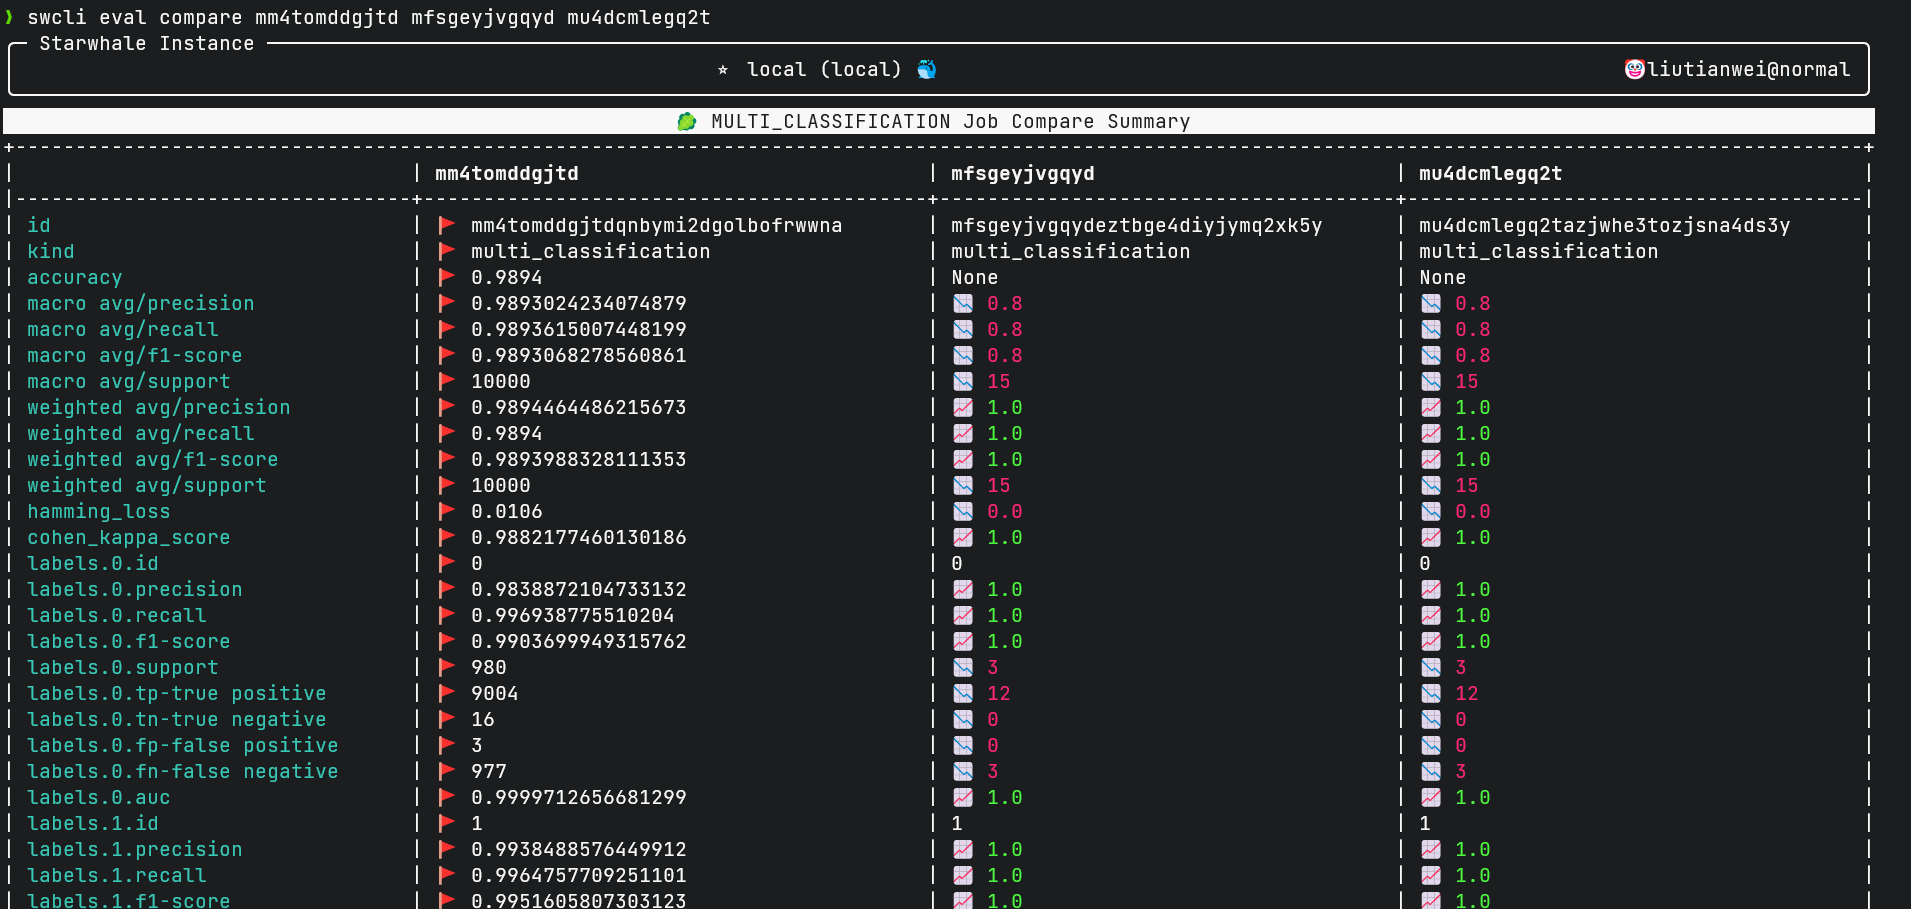 ❯ swcli eval compare mm4tomddgjtd mfsgeyjvgqyd mu4dcmlegq2t
Starwhale Instance
⭐ local (local) 🐳 🤡liutianwei@normal
🥦 MULTI_CLASSIFICATION Job Compare Summary
| | mm4tomddgjtd | mfsgeyjvgqyd | mu4dcmlegq2t |
| id | 🚩 mm4tomddgjtdqnbymi2dgolbofrwwna | mfsgeyjvgqydeztbge4diyjymq2xk5y | mu4dcmlegq2tazjwhe3tozjsna4ds3y |
| kind | 🚩 multi_classification | multi_classification | multi_classification |
| accuracy | 🚩 0.9894 | None | None |
| macro avg/precision | 🚩 0.9893024234074879 | 📉 0.8 | 📉 0.8 |
| macro avg/recall | 🚩 0.9893615007448199 | 📉 0.8 | 📉 0.8 |
| macro avg/f1-score | 🚩 0.9893068278560861 | 📉 0.8 | 📉 0.8 |
| macro avg/support | 🚩 10000 | 📉 15 | 📉 15 |
| weighted avg/precision | 🚩 0.9894464486215673 | 📈 1.0 | 📈 1.0 |
| weighted avg/recall | 🚩 0.9894 | 📈 1.0 | 📈 1.0 |
| weighted avg/f1-score | 🚩 0.9893988328111353 | 📈 1.0 | 📈 1.0 |
| weighted avg/support | 🚩 10000 | 📉 15 | 📉 15 |
| hamming_loss | 🚩 0.0106 | 📉 0.0 | 📉 0.0 |
| cohen_kappa_score | 🚩 0.9882177460130186 | 📈 1.0 | 📈 1.0 |
| labels.0.id | 🚩 0 | 0 | 0 |
| labels.0.precision | 🚩 0.9838872104733132 | 📈 1.0 | 📈 1.0 |
| labels.0.recall | 🚩 0.996938775510204 | 📈 1.0 | 📈 1.0 |
| labels.0.f1-score | 🚩 0.9903699949315762 | 📈 1.0 | 📈 1.0 |
| labels.0.support | 🚩 980 | 📉 3 | 📉 3 |
| labels.0.tp-true positive | 🚩 9004 | 📉 12 | 📉 12 |
| labels.0.tn-true negative | 🚩 16 | 📉 0 | 📉 0 |
| labels.0.fp-false positive | 🚩 3 | 📉 0 | 📉 0 |
| labels.0.fn-false negative | 🚩 977 | 📉 3 | 📉 3 |
| labels.0.auc | 🚩 0.9999712656681299 | 📈 1.0 | 📈 1.0 |
| labels.1.id | 🚩 1 | 1 | 1 |
| labels.1.precision | 🚩 0.9938488576449912 | 📈 1.0 | 📈 1.0 |
| labels.1.recall | 🚩 0.9964757709251101 | 📈 1.0 | 📈 1.0 |
| labels.1.f1-score | 🚩 0.9951605807303123 | 📈 1.0 | 📈 1.0 |